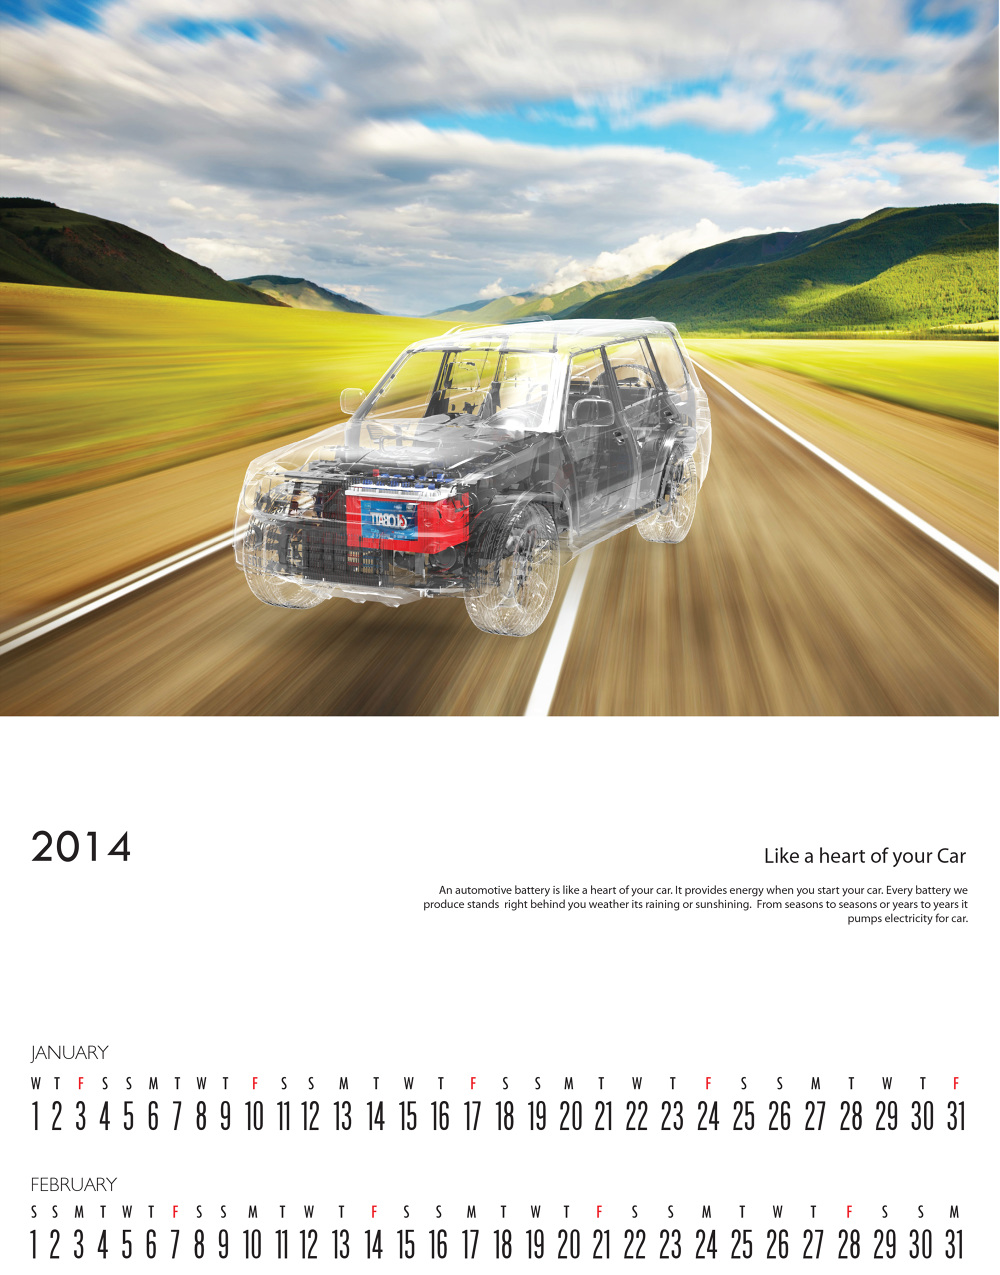 GLOBATT
2014
Like a heart of your Car
An automotive battery is like a heart of your car. It provides energy when you start your car. Every battery we
produce stands right behind you weather its raining or sunshining. From seasons to seasons or years to years it
pumps electricity for car.
JANUARY
W T F S S M T W T F S S M T W T F S S M T W T F S S M T W T F
1 2 3 4 5 6 7 8 9 10 11 12 13 14 15 16 17 18 19 20 21 22 23 24 25 26 27 28 29 30 31
FEBRUARY
S S M T W T F S S M T W T F S S M T W T F S S M T W T F S S M
1 2 3 4 5 6 7 8 9 10 11 12 13 14 15 16 17 18 19 20 21 22 23 24 25 26 27 28 29 30 31